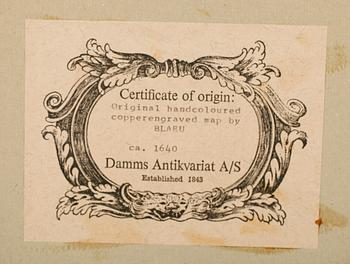 Certificate of origin:
Original handcoloured
copperengraved map by
BLAEU
ca. 1640
Damms Antikvariat A/S
Established 1843